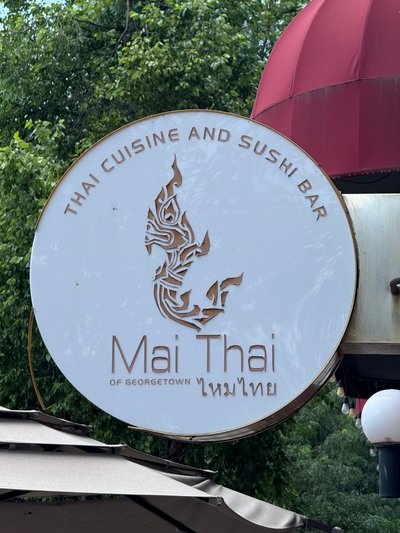 THAI CUISINE AND SUSHI BAR
Mai Thai
OF GEORGETOWN ไหมไทย